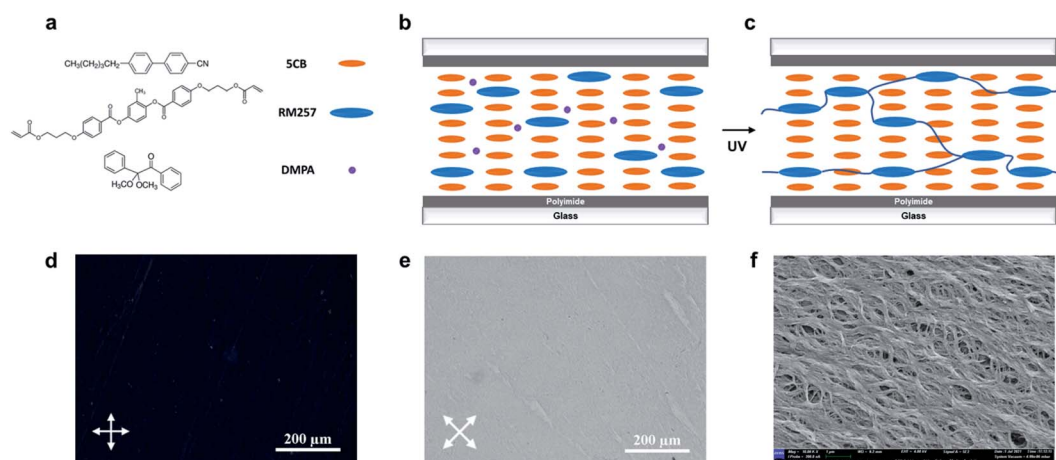 a
CH₃(CH₂)₃CH₂
CN
5CB
CH₃
O
O
O
O
O
O
O
O
O
O
RM257
O
H₃CO
OCH₃
DMPA
b
Polyimide
Glass
UV
c
Polyimide
Glass
d
200 µm
e
200 µm
f